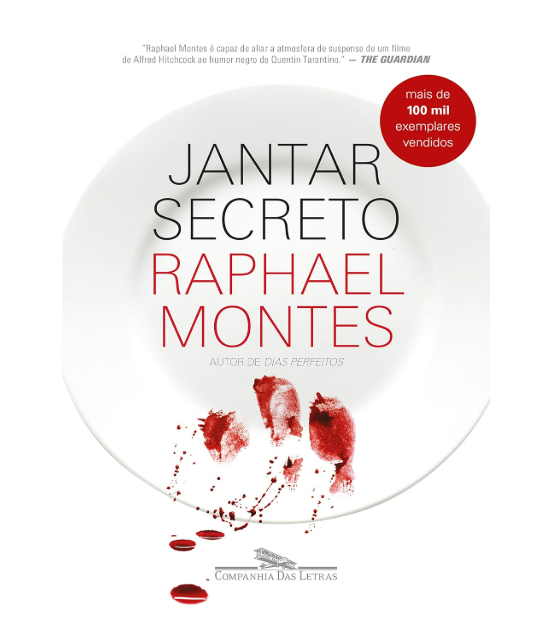 "Raphael Montes é capaz de aliar a atmosfera de suspense de um filme
de Alfred Hitchcock ao humor negro de Quentin Tarantino." — THE GUARDIAN
mais de
100 mil
exemplares
vendidos
JANTAR
SECRETO
RAPHAEL
MONTES
AUTOR DE DIAS PERFEITOS
COMPANHIA DAS LETRAS